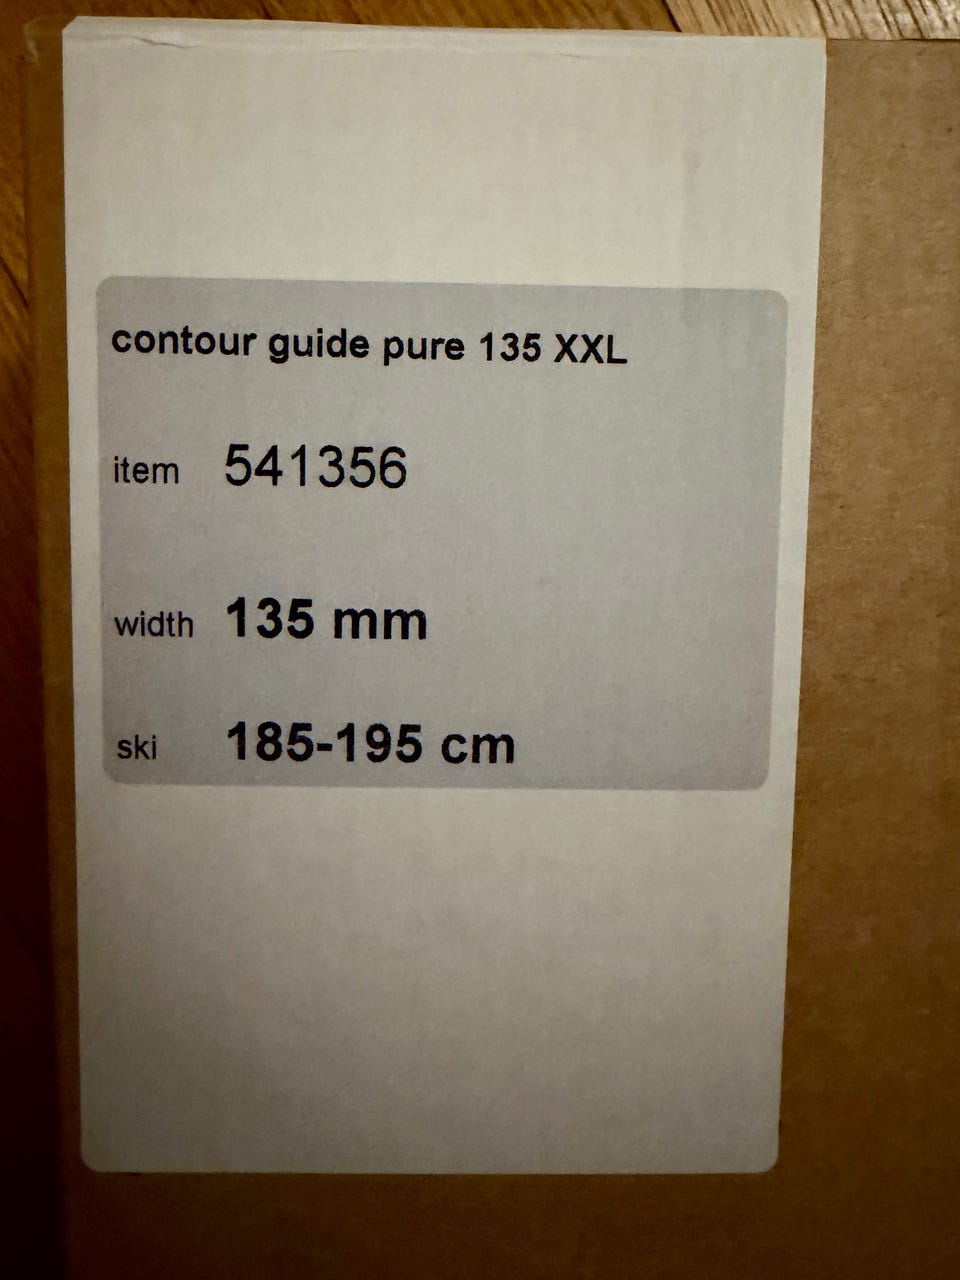 contour guide pure 135 XXL
item 541356
width 135 mm
ski 185-195 cm